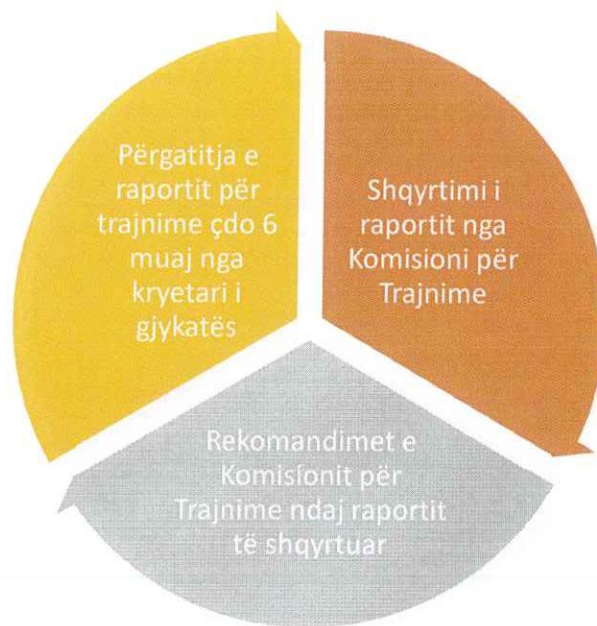 Përgatitja e
raportit për
trajnime çdo 6
muaj nga
kryetari i
gjykatës
Shqyrtimi i
raportit nga
Komisioni për
Trajnime
Rekomandimet e
Komisionit për
Trajnime ndaj raportit
të shqyrtuar